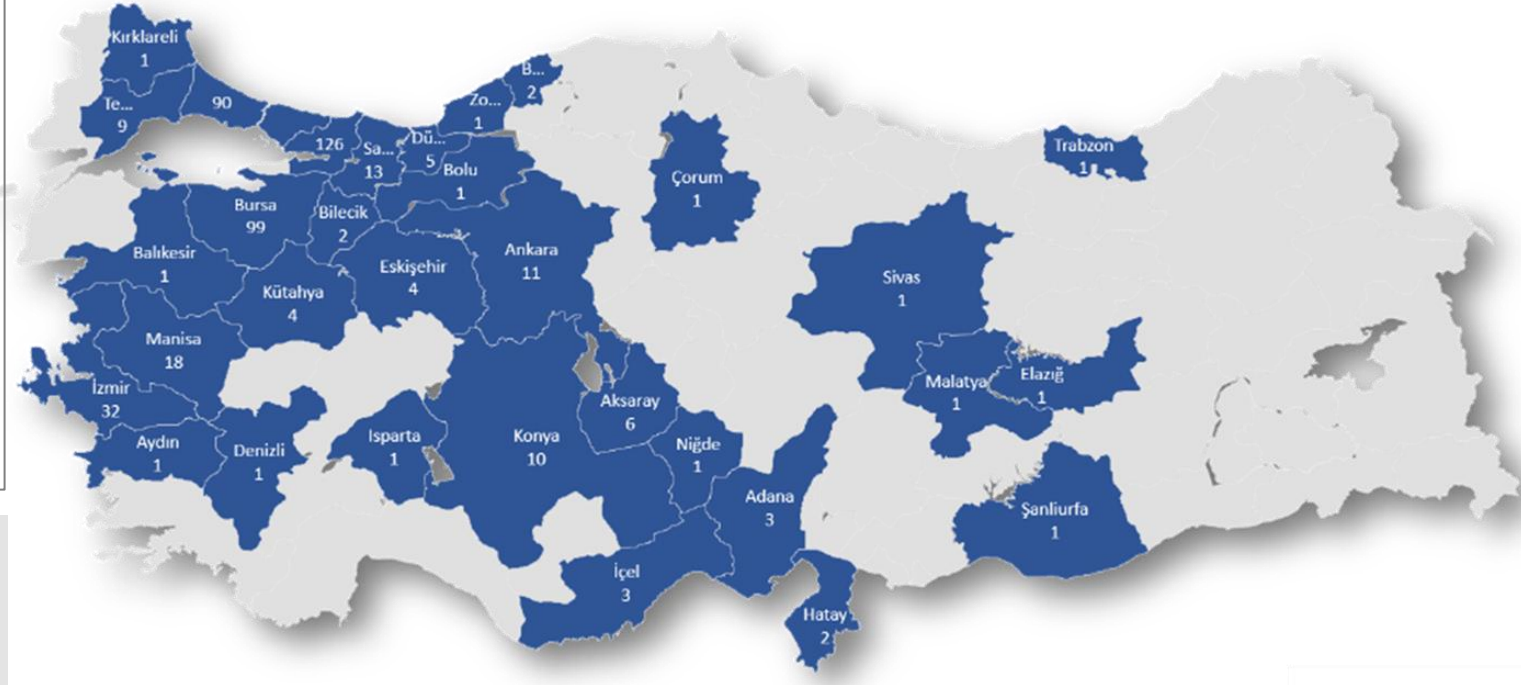 Kırklareli
1
Te...
9
90
126
Sa...
13
Dü...
5
Zo...
1
B...
2
Bolu
1
Çorum
1
Trabzon
1
Bursa
99
Bilecik
2
Balıkesir
1
Kütahya
4
Eskişehir
4
Ankara
11
Sivas
1
Manisa
18
İzmir
32
Aydın
1
Denizli
1
Isparta
1
Konya
10
Aksaray
6
Niğde
1
Malatya
1
Elazığ
1
Adana
3
Şanliurfa
1
İçel
3
Hatay
2